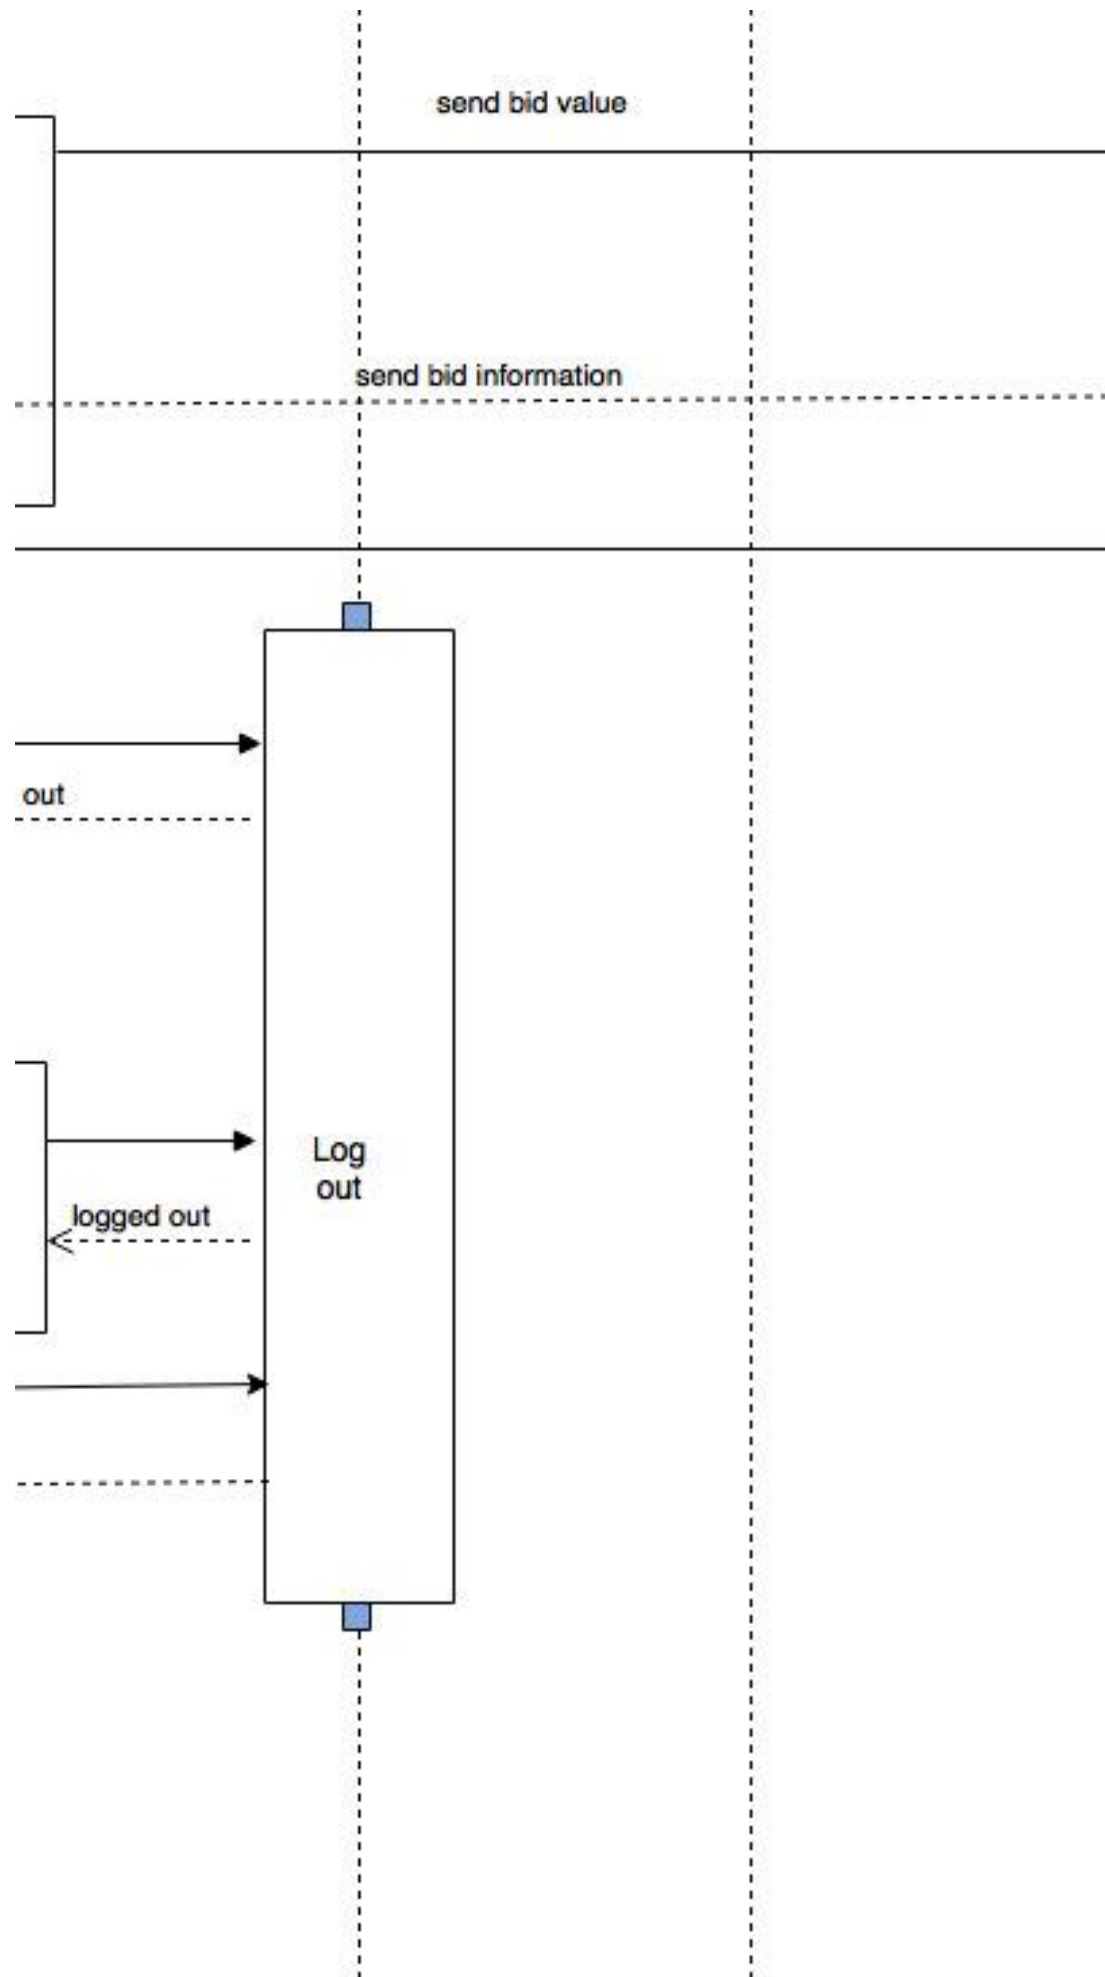 send bid value
send bid information
out
Log
out
logged out